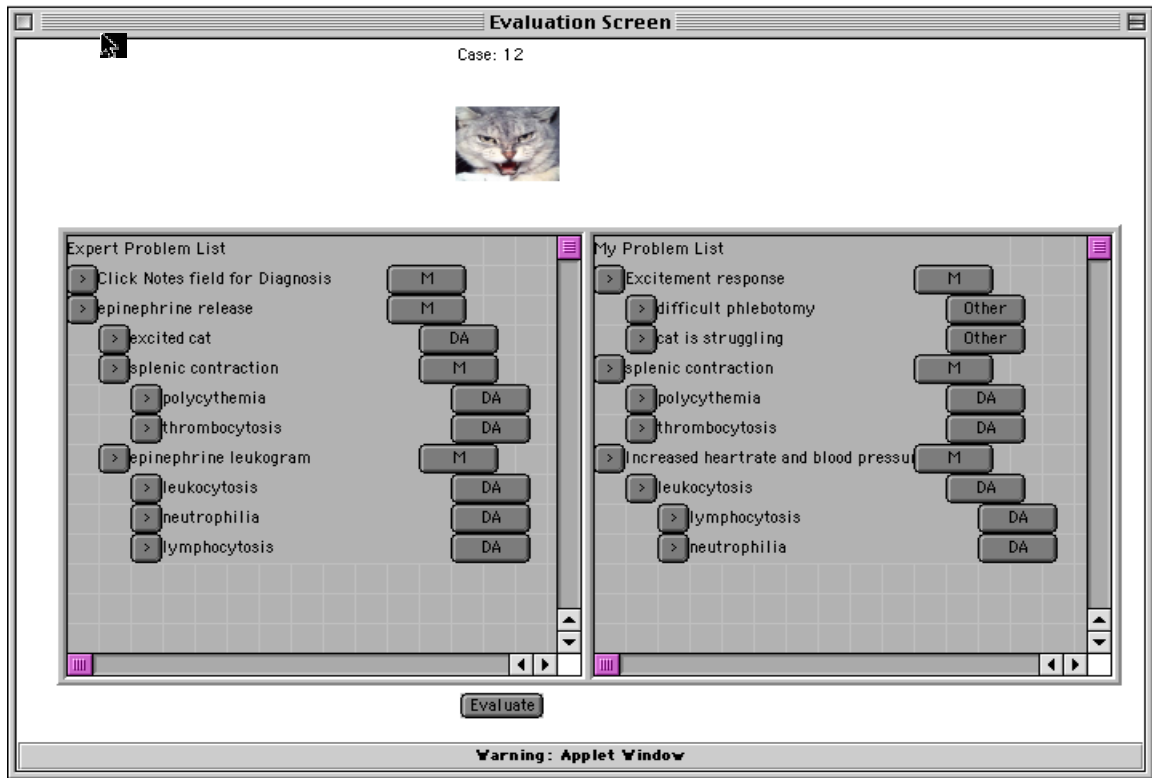 Evaluation Screen
Case: 12
Expert Problem List
> Click Notes field for Diagnosis M
> epinephrine release M
> excited cat DA
> splenic contraction M
> polycythemia DA
> thrombocytosis DA
> epinephrine leukogram M
> leukocytosis DA
> neutrophilia DA
> lymphocytosis DA
My Problem List
> Excitement response M
> difficult phlebotomy Other
> cat is struggling Other
> splenic contraction M
> polycythemia DA
> thrombocytosis DA
> Increased heartrate and blood pressu M
> leukocytosis DA
> lymphocytosis DA
> neutrophilia DA
Evaluate
Warning: Applet Window